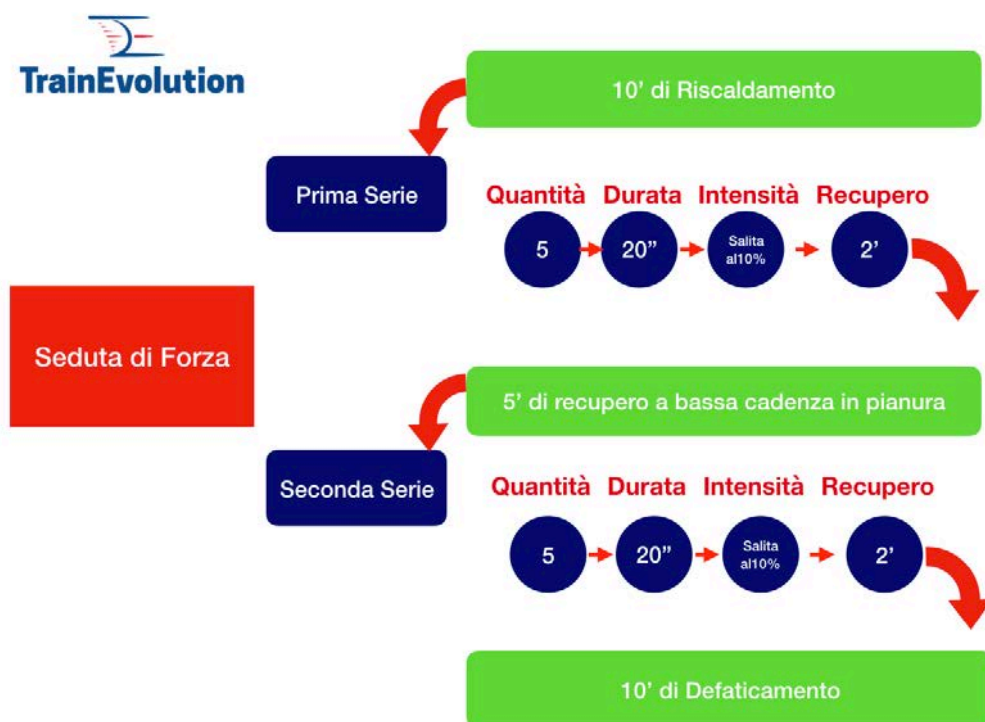 TrainEvolution
10’ di Riscaldamento
Prima Serie
Quantità Durata Intensità Recupero
5 20” Salita al10% 2’
Seduta di Forza
5’ di recupero a bassa cadenza in pianura
Seconda Serie
Quantità Durata Intensità Recupero
5 20” Salita al10% 2’
10’ di Defaticamento